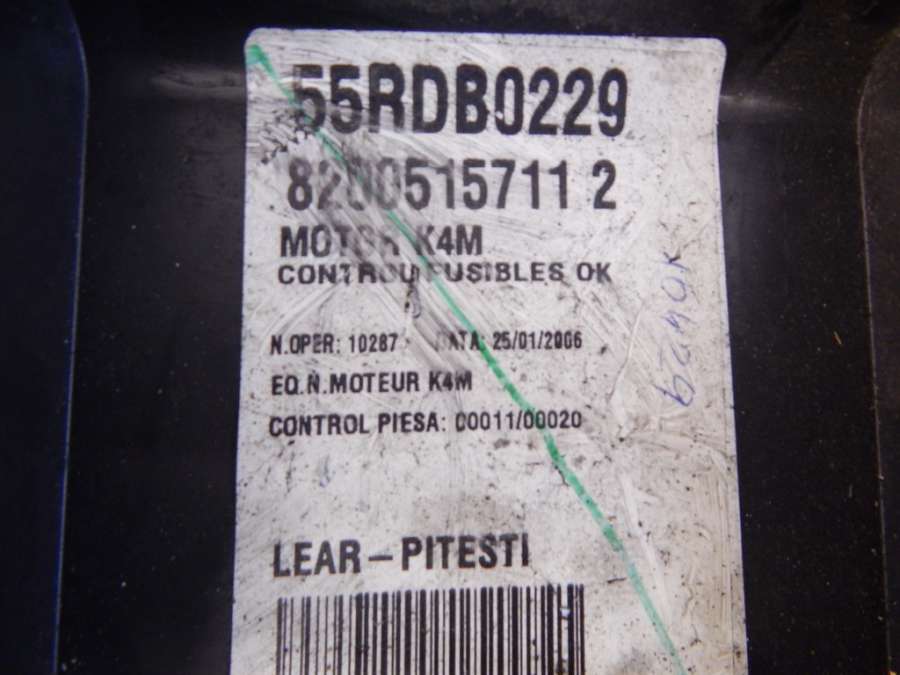 55RDB0229
8200515711 2
MOTOR K4M
CONTROL FUSIBLES OK
N.OPER: 10287 DATA: 25/01/2006
EQ.N.MOTEUR K4M
CONTROL PIESA: 00011/00020
LEAR-PITESTI